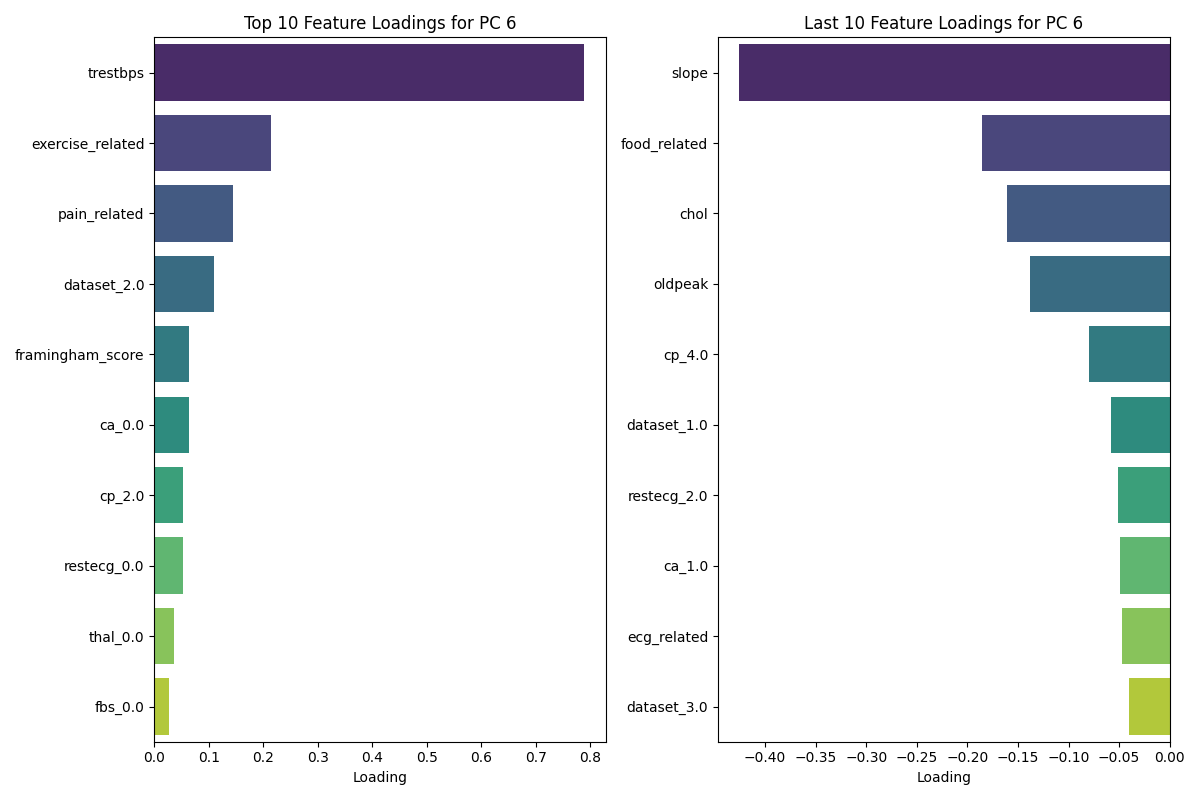 Top 10 Feature Loadings for PC 6
trestbps
exercise_related
pain_related
dataset_2.0
framingham_score
ca_0.0
cp_2.0
restecg_0.0
thal_0.0
fbs_0.0
0.0 0.1 0.2 0.3 0.4 0.5 0.6 0.7 0.8
Loading
Last 10 Feature Loadings for PC 6
slope
food_related
chol
oldpeak
cp_4.0
dataset_1.0
restecg_2.0
ca_1.0
ecg_related
dataset_3.0
−0.40 −0.35 −0.30 −0.25 −0.20 −0.15 −0.10 −0.05 0.00
Loading